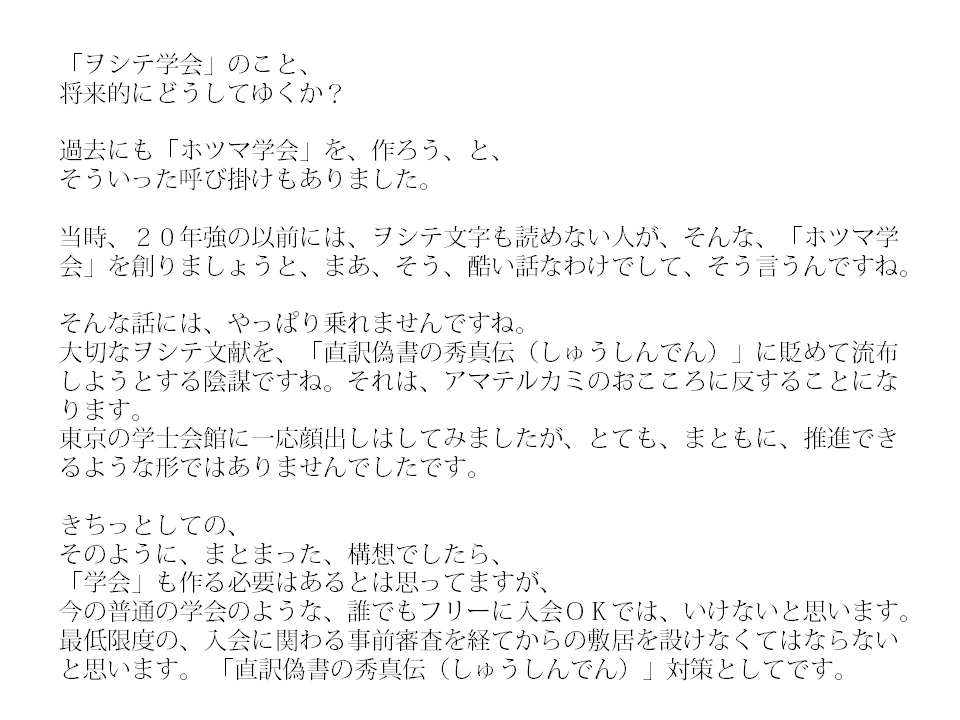 「ヲシテ学会」のこと、
将来的にどうしてゆくか？
過去にも「ホツマ学会」を、作ろう、と、
そういった呼び掛けもありました。
当時、２０年強の以前には、ヲシテ文字も読めない人が、そんな、「ホツマ学
会」を創りましょうと、まあ、そう、酷い話なわけでして、そう言うんですね。
そんな話には、やっぱり乗れませんですね。
大切なヲシテ文献を、「直訳偽書の秀真伝（しゅうしんでん）」に貶めて流布
しようとする陰謀ですね。それは、アマテルカミのおこころに反することにな
ります。
東京の学士会館に一応顔出しはしてみましたが、とても、まともに、推進でき
るような形ではありませんでしたです。
きちっとしての、
そのように、まとまった、構想でしたら、
「学会」も作る必要はあるとは思ってますが、
今の普通の学会のような、誰でもフリーに入会ＯＫでは、いけないと思います。
最低限度の、入会に関わる事前審査を経てからの敷居を設けなくてはならない
と思います。 「直訳偽書の秀真伝（しゅうしんでん）」対策としてです。